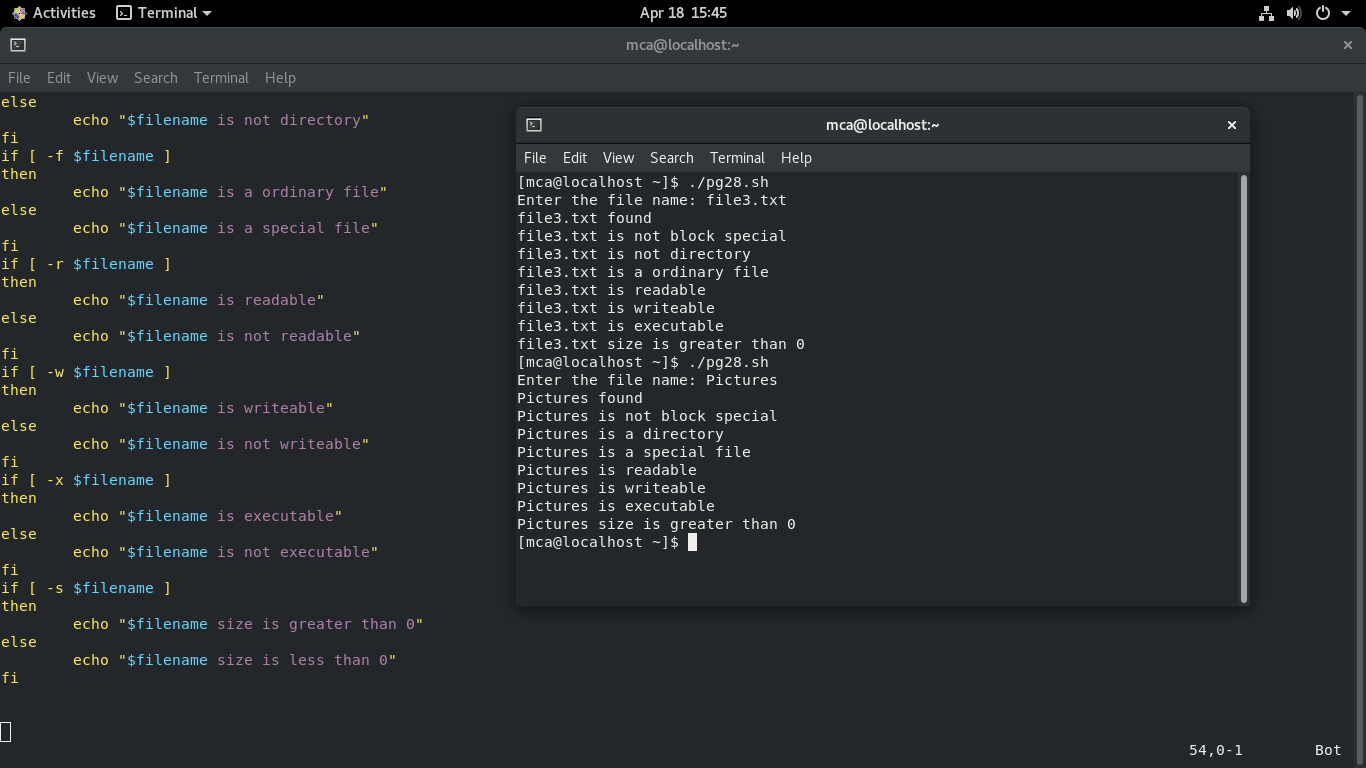 Activities Terminal Apr 18 15:45
mca@localhost:~
File Edit View Search Terminal Help
else
        echo "$filename is not directory"
fi
if [ -f $filename ]
then
        echo "$filename is a ordinary file"
else
        echo "$filename is a special file"
fi
if [ -r $filename ]
then
        echo "$filename is readable"
else
        echo "$filename is not readable"
fi
if [ -w $filename ]
then
        echo "$filename is writeable"
else
        echo "$filename is not writeable"
fi
if [ -x $filename ]
then
        echo "$filename is executable"
else
        echo "$filename is not executable"
fi
if [ -s $filename ]
then
        echo "$filename size is greater than 0"
else
        echo "$filename size is less than 0"
fi
54,0-1 Bot
mca@localhost:~
File Edit View Search Terminal Help
[mca@localhost ~]$ ./pg28.sh
Enter the file name: file3.txt
file3.txt found
file3.txt is not block special
file3.txt is not directory
file3.txt is a ordinary file
file3.txt is readable
file3.txt is writeable
file3.txt is executable
file3.txt size is greater than 0
[mca@localhost ~]$ ./pg28.sh
Enter the file name: Pictures
Pictures found
Pictures is not block special
Pictures is a directory
Pictures is a special file
Pictures is readable
Pictures is writeable
Pictures is executable
Pictures size is greater than 0
[mca@localhost ~]$